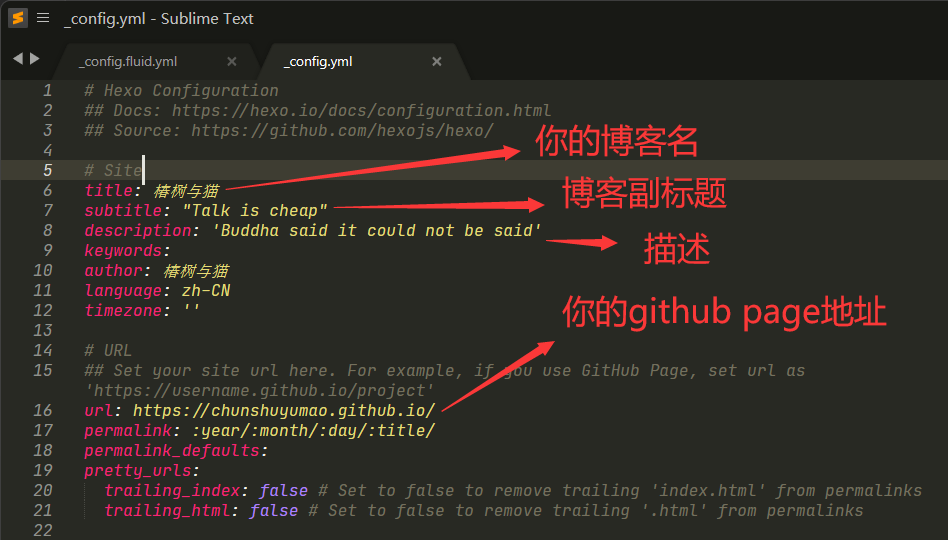 _config.yml - Sublime Text
_config.fluid.yml
_config.yml
1 # Hexo Configuration
2 ## Docs: https://hexo.io/docs/configuration.html
3 ## Source: https://github.com/hexojs/hexo/
4
你的博客名
5 # Site
6 title: 椿树与猫
博客副标题
7 subtitle: "Talk is cheap"
8 description: 'Buddha said it could not be said'
描述
9 keywords:
10 author: 椿树与猫
11 language: zh-CN
12 timezone: ''
你的github page地址
13
14 # URL
15 ## Set your site url here. For example, if you use GitHub Page, set url as
'https://username.github.io/project'
16 url: https://chunshuyumao.github.io/
17 permalink: :year/:month/:day/:title/
18 permalink_defaults:
19 pretty_urls:
20 trailing_index: false # Set to false to remove trailing 'index.html' from permalinks
21 trailing_html: false # Set to false to remove trailing '.html' from permalinks
22